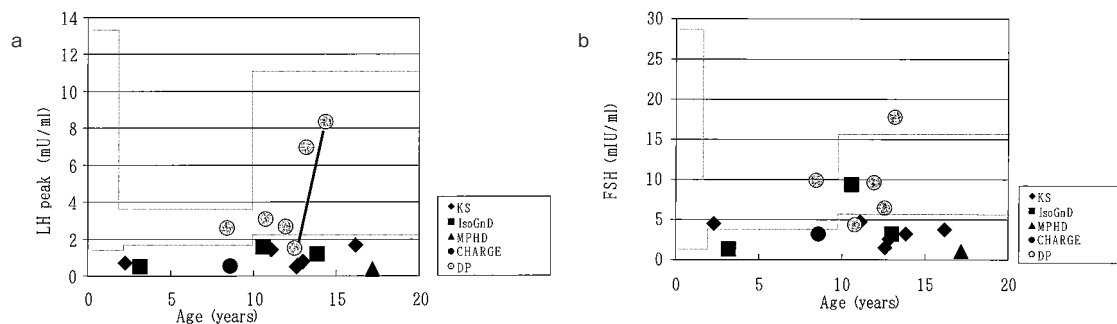 a
LH peak (mU/ml)
14
12
10
8
6
4
2
0
0 5 10 15 20
Age (years)
KS
IsoGnD
MPHD
CHARGE
DP
b
FSH (mIU/ml)
30
25
20
15
10
5
0
0 5 10 15 20
Age (years)
KS
IsoGnD
MPHD
CHARGE
DP